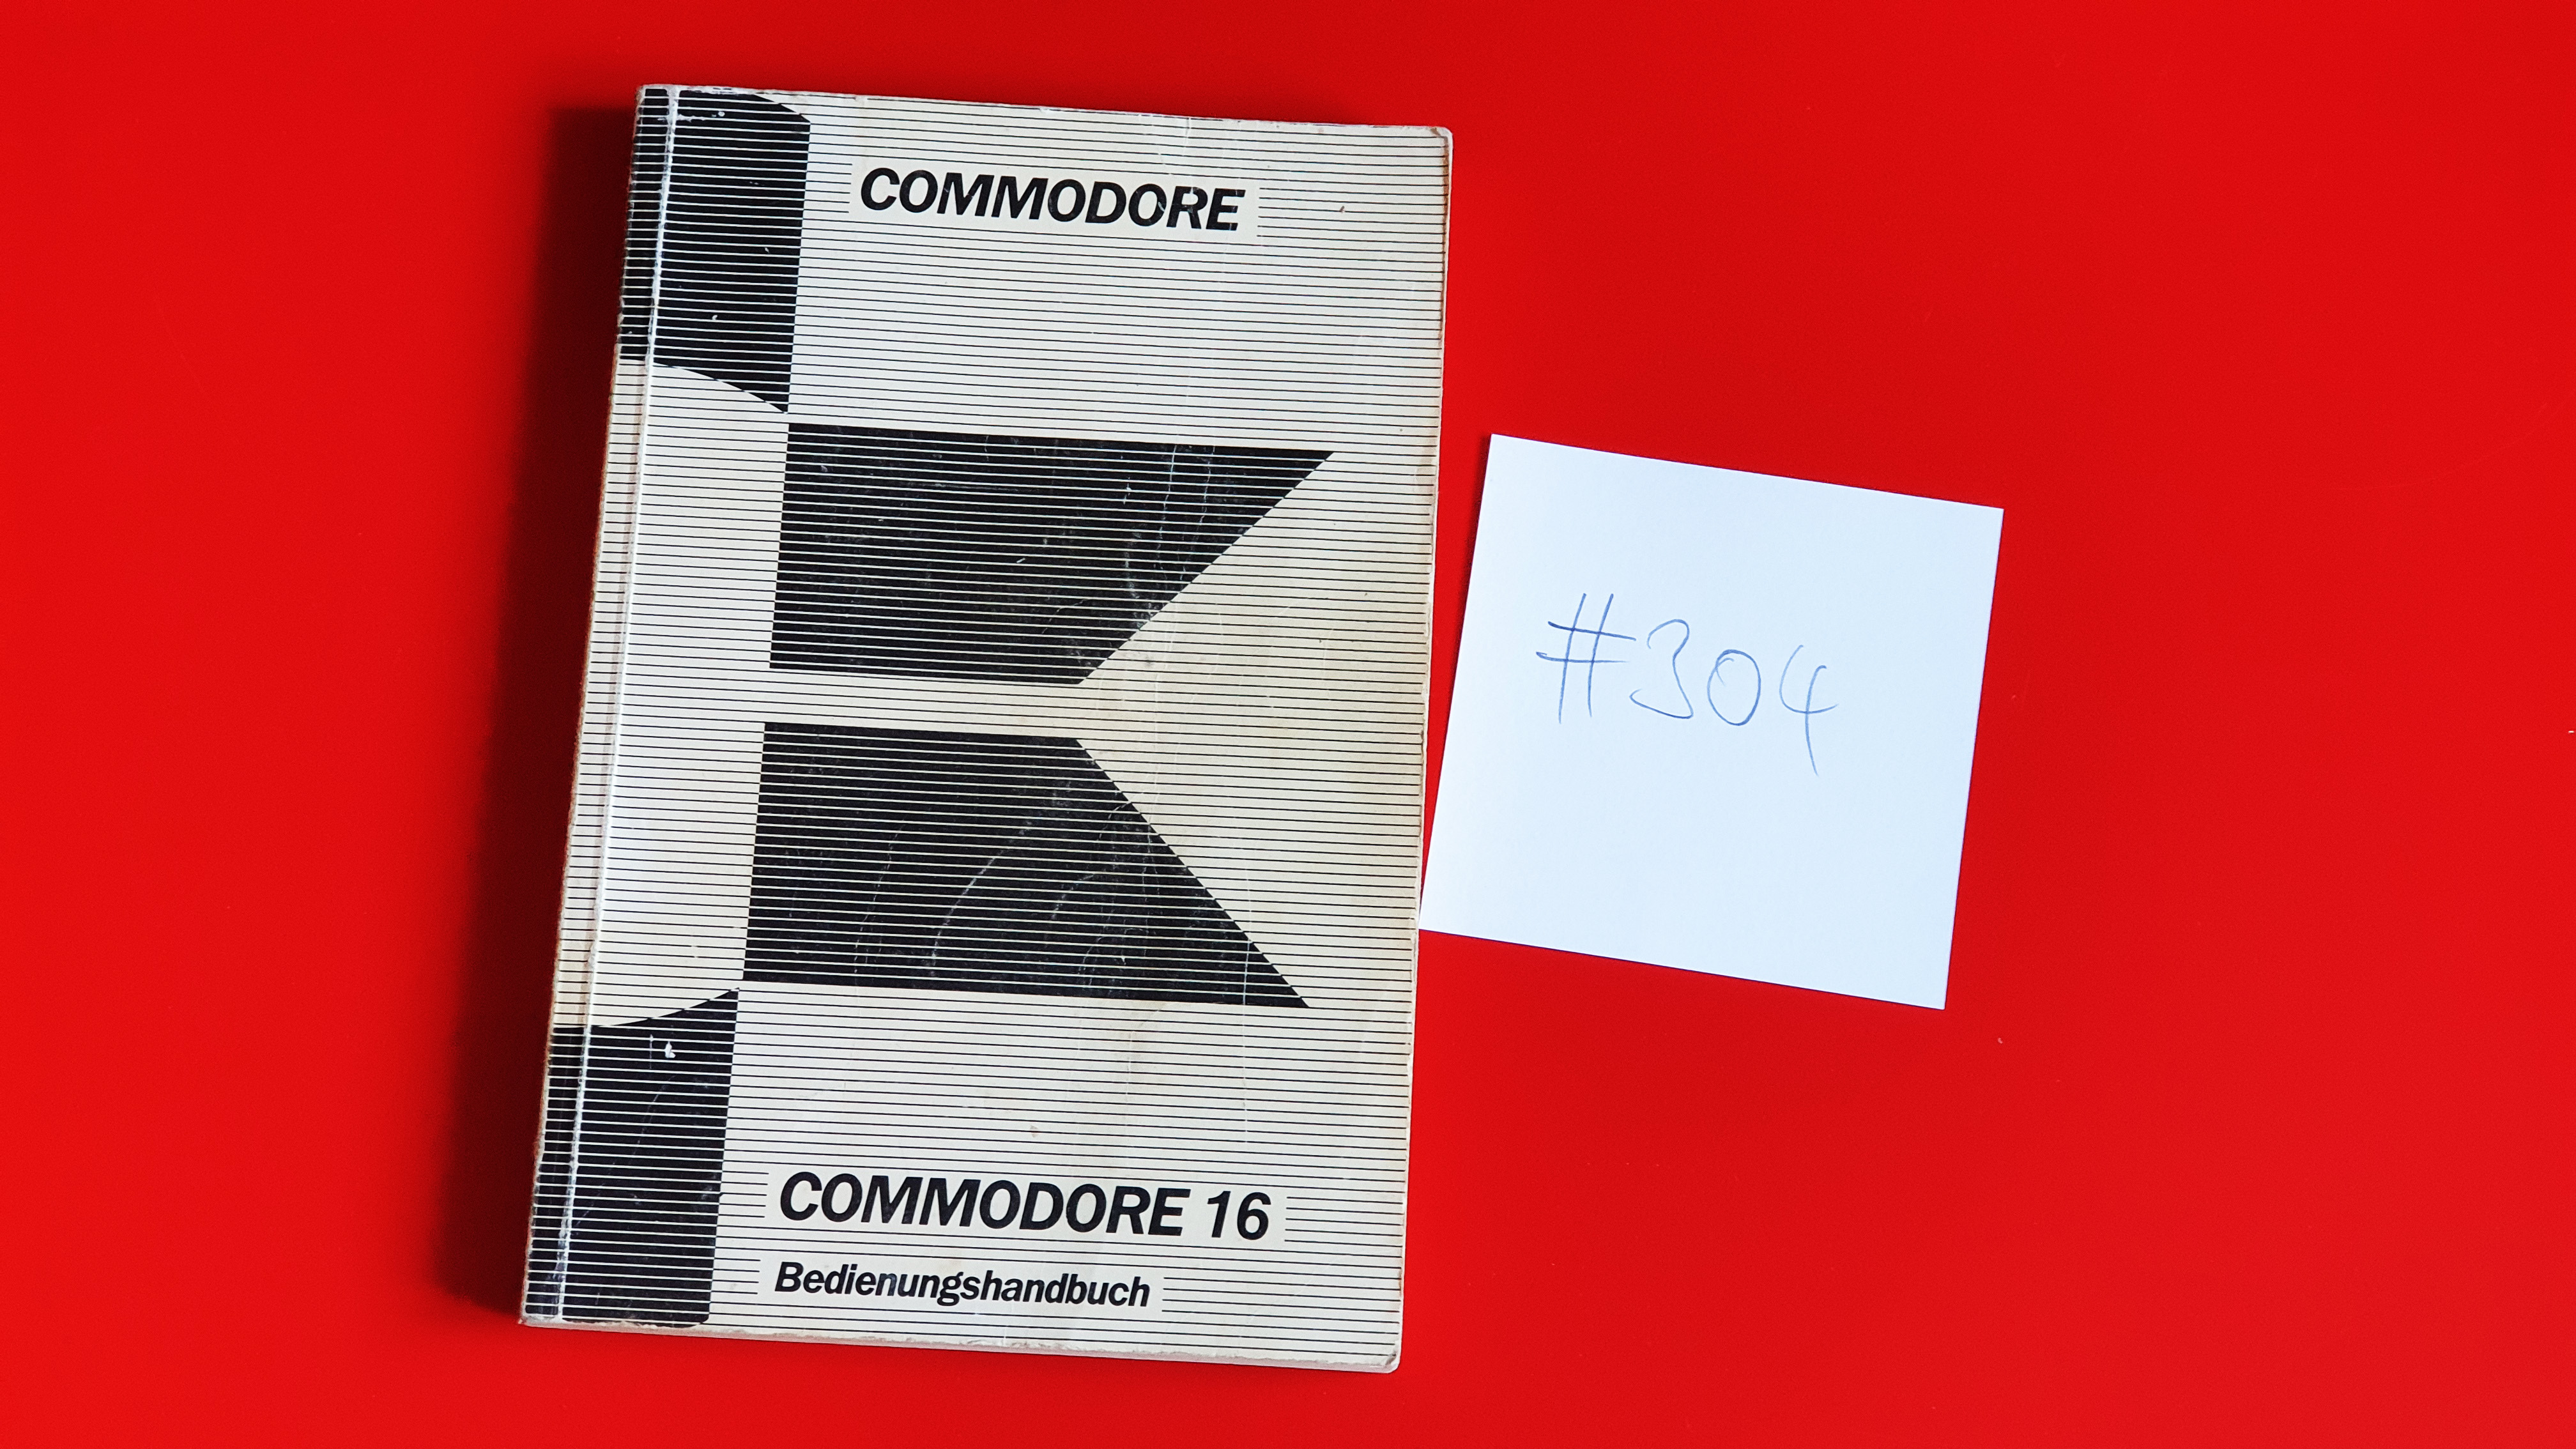 COMMODORE
COMMODORE 16
Bedienungshandbuch
#304